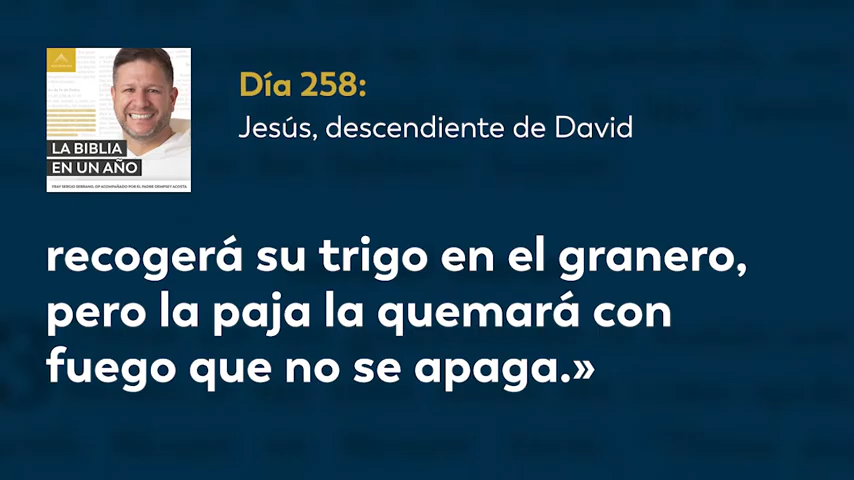 Día 258:
Jesús, descendiente de David
LA BIBLIA
EN UN AÑO
recogerá su trigo en el granero,
pero la paja la quemará con
fuego que no se apaga.»